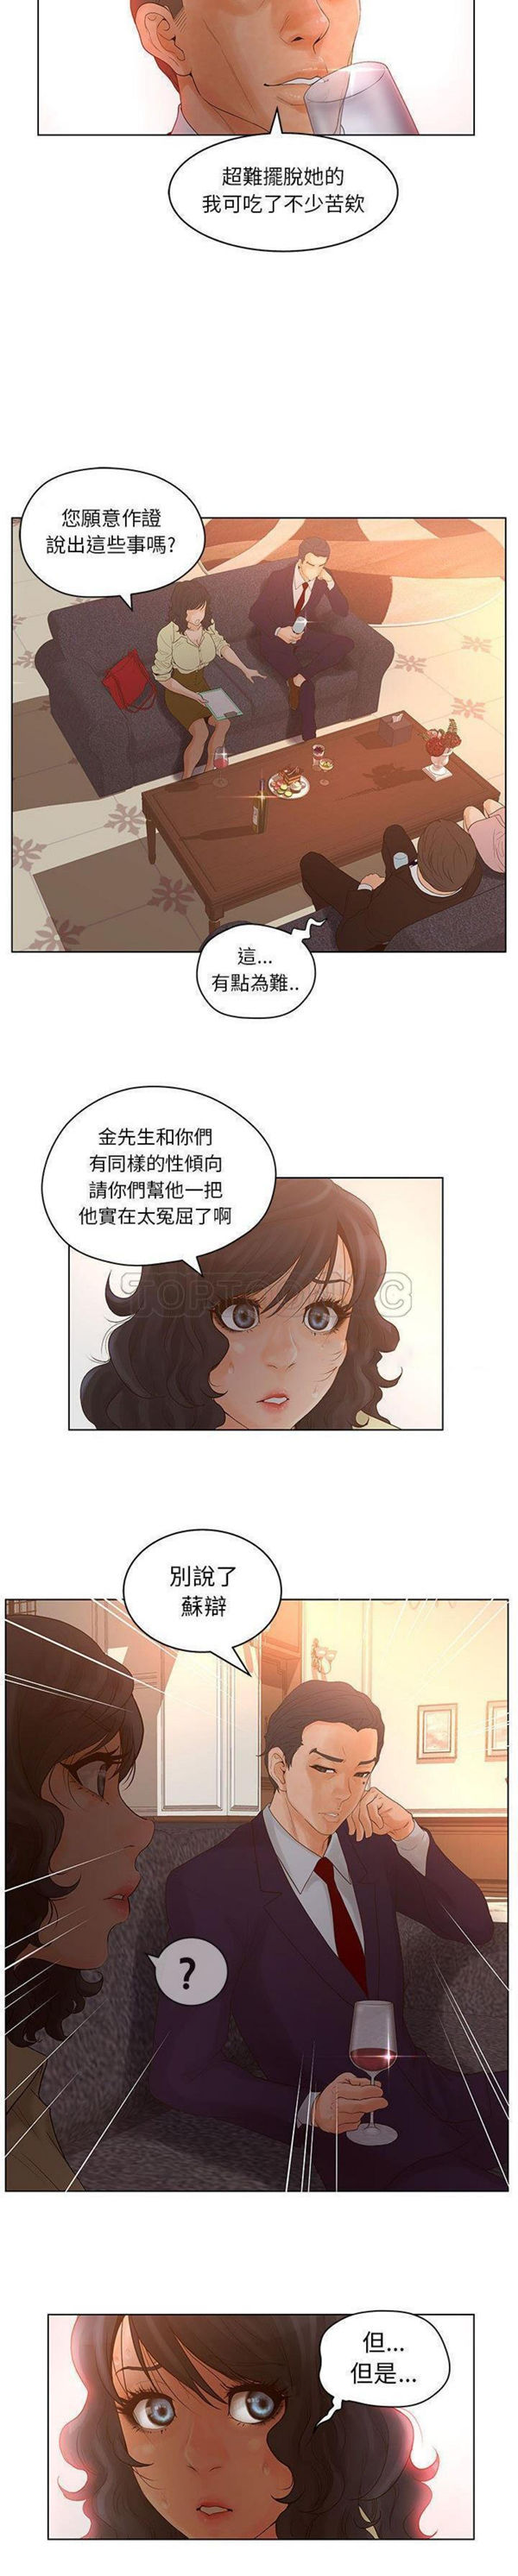 超難擺脫她的
我可吃了不少苦欸
您願意作證
說出這些事嗎?
這...
有點為難..
金先生和你們
有同樣的性傾向
請你們幫他一把
他實在太冤屈了啊
別說了
蘇辯
?
但...
但是...